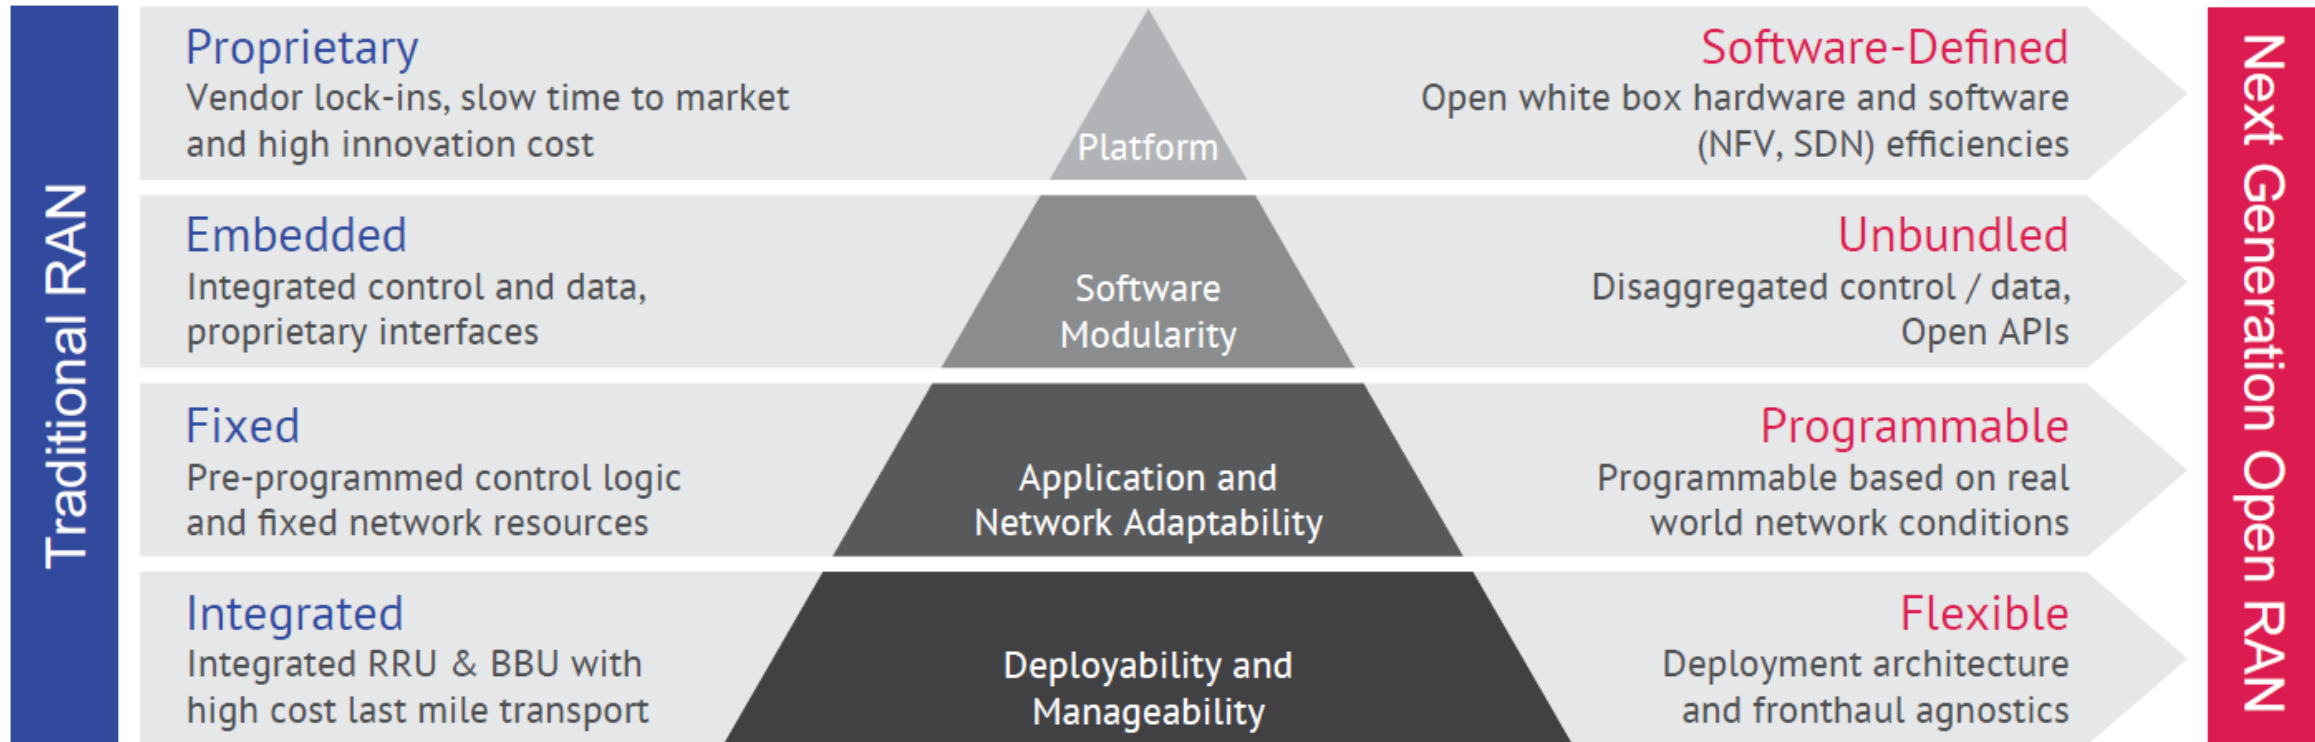 Traditional RAN
Proprietary
Vendor lock-ins, slow time to market
and high innovation cost
Platform
Software-Defined
Open white box hardware and software
(NFV, SDN) efficiencies
Embedded
Integrated control and data,
proprietary interfaces
Software
Modularity
Unbundled
Disaggregated control / data,
Open APIs
Fixed
Pre-programmed control logic
and fixed network resources
Application and
Network Adaptability
Programmable
Programmable based on real
world network conditions
Integrated
Integrated RRU & BBU with
high cost last mile transport
Deployability and
Manageability
Flexible
Deployment architecture
and fronthaul agnostics
Next Generation Open RAN